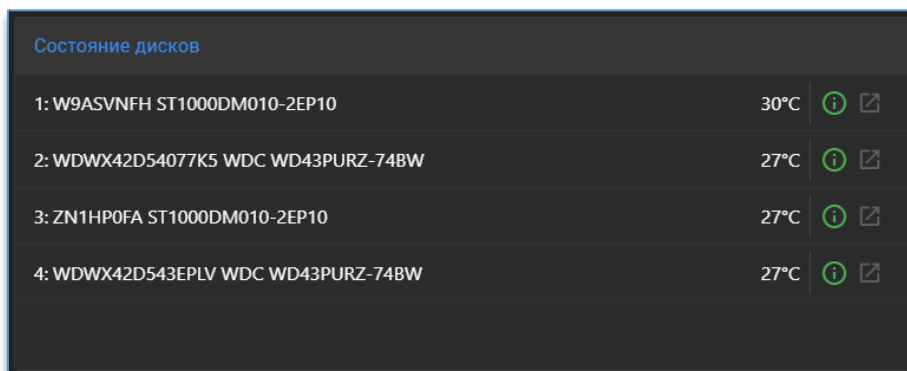 Состояние дисков
1: W9ASVNFH ST1000DM010-2EP10 30°C
2: WDWX42D54077K5 WDC WD43PURZ-74BW 27°C
3: ZN1HP0FA ST1000DM010-2EP10 27°C
4: WDWX42D543EPLV WDC WD43PURZ-74BW 27°C